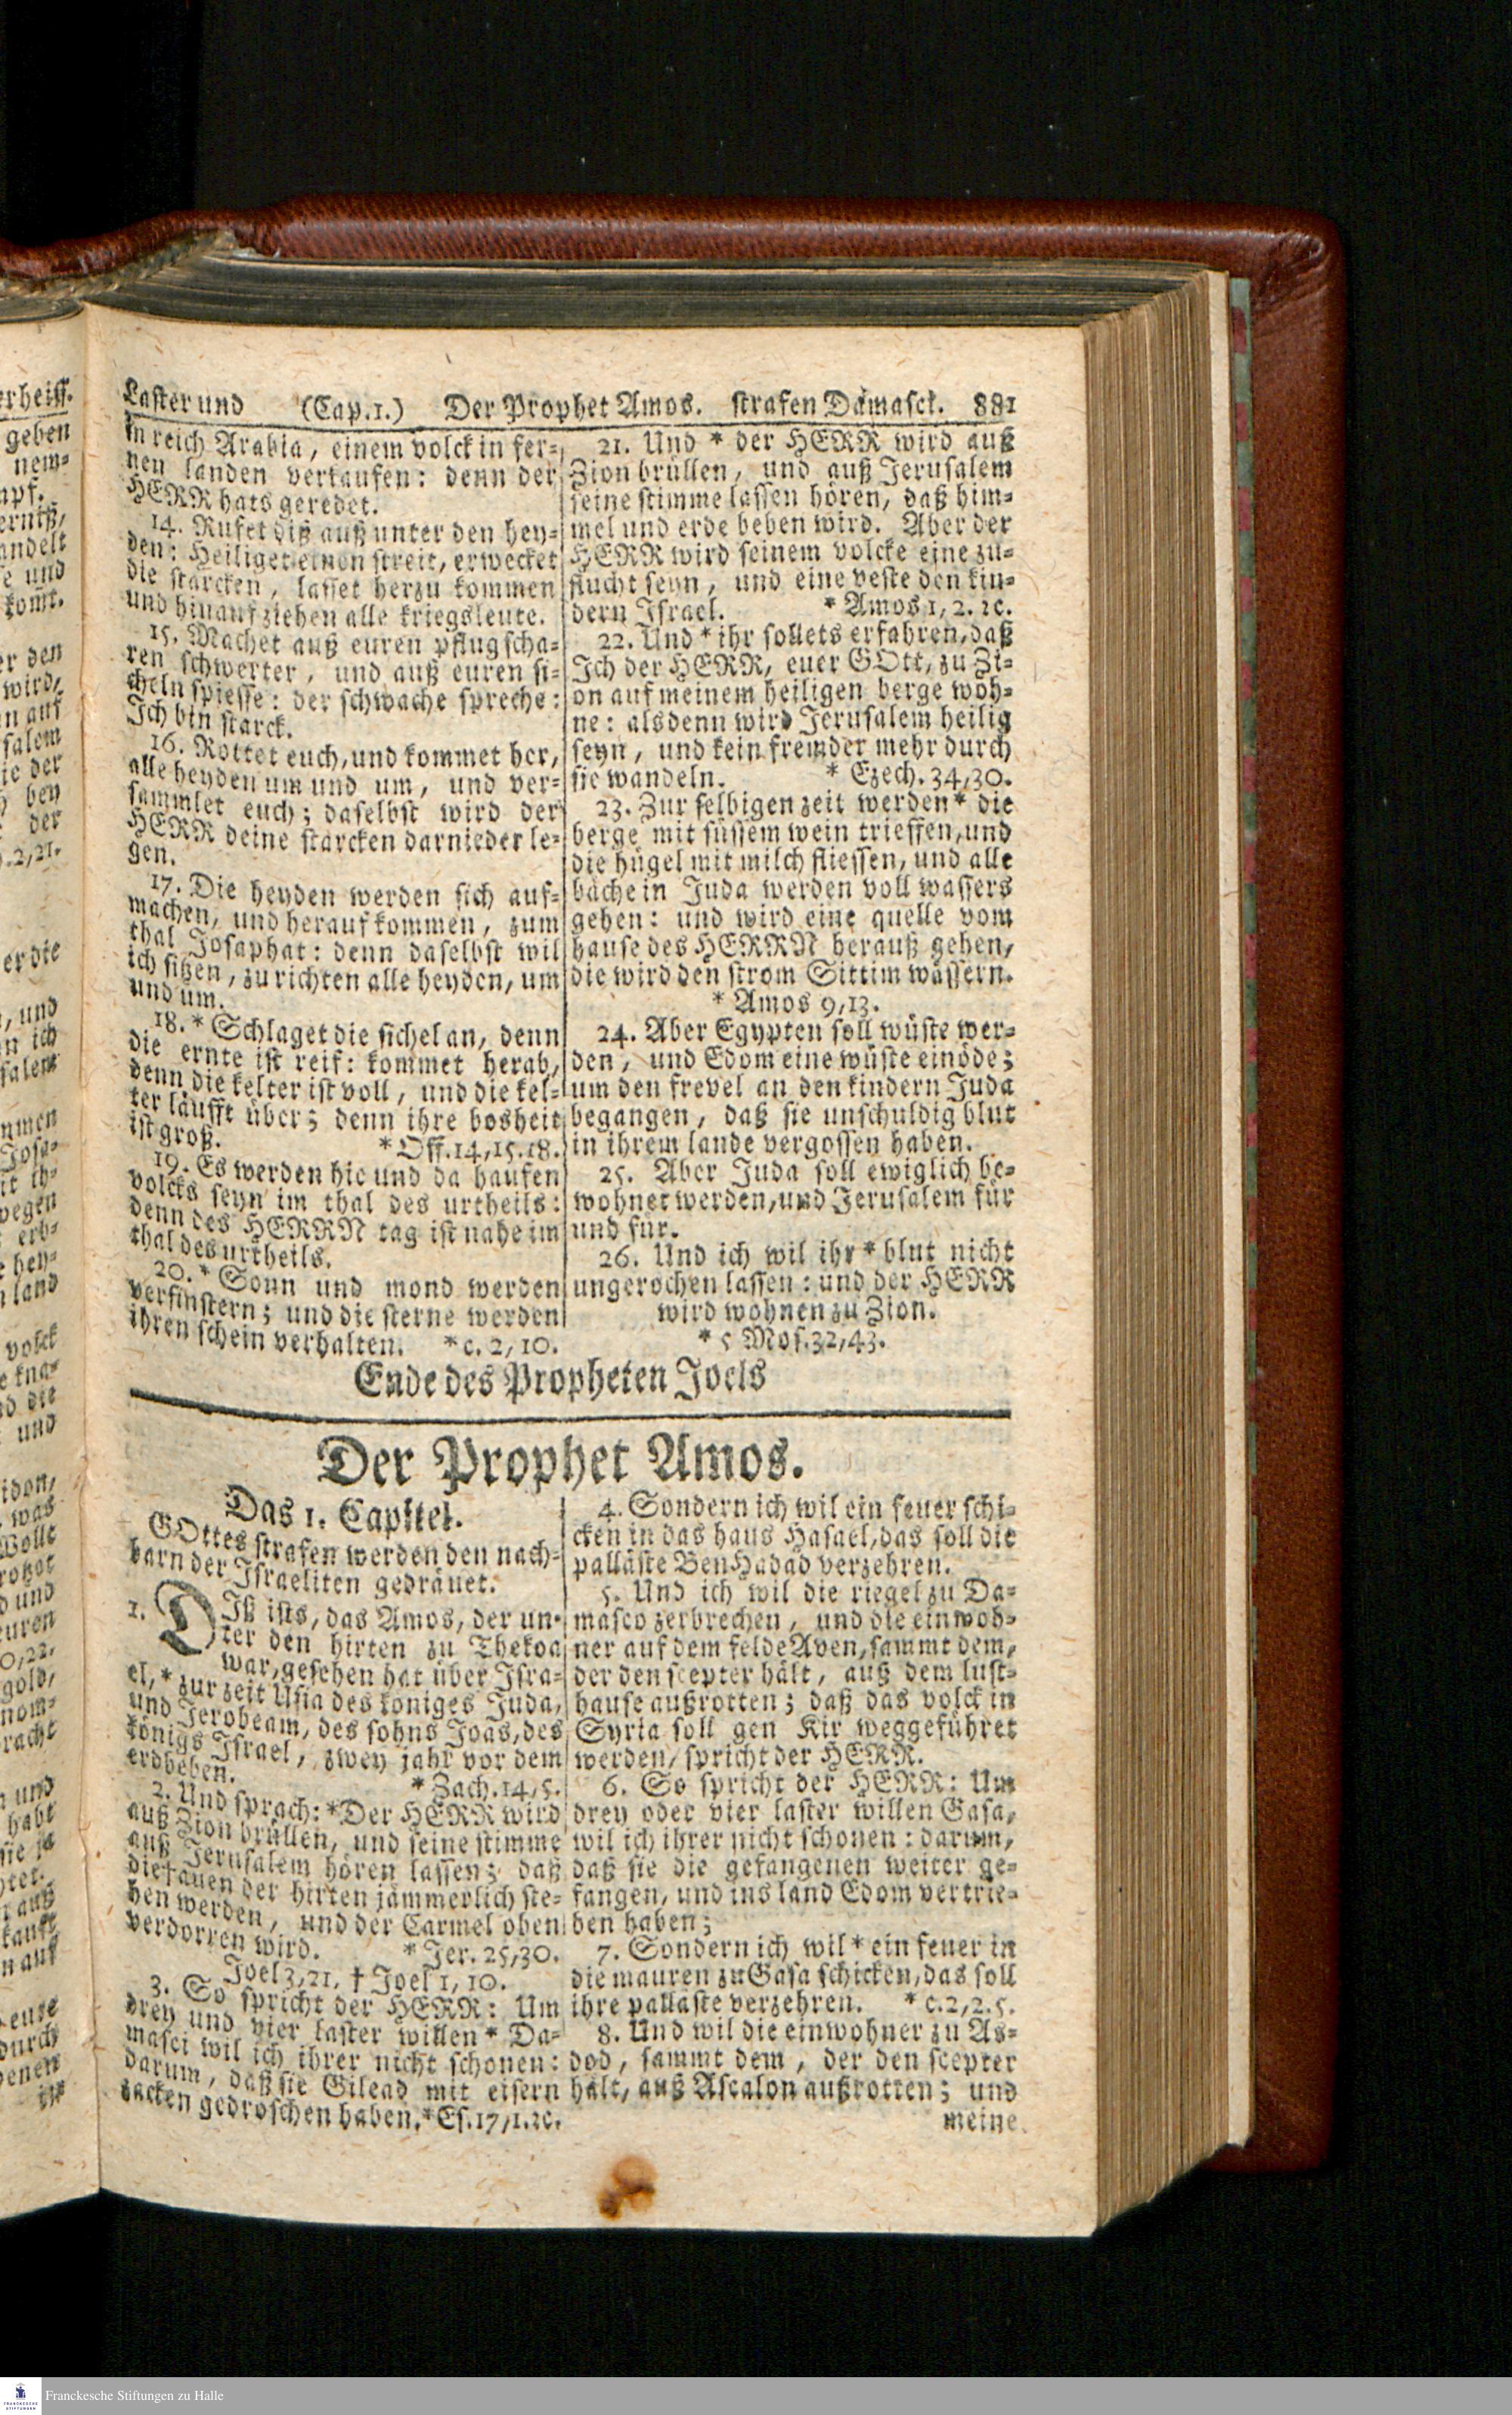 Laster und (Cap.1.) Der Prophet Amos. strafen Damasck. 881
in reich Arabia, einem volck in fer-
nen landen verkaufen: denn der
HERR hats geredet.
14. Rufet diß auß unter den hey-
den: Heiliget einen streit, erwecket
die starcken, lasset herzu kommen
und hinauf ziehen alle kriegsleute.
15. Machet auß euren pflugscha-
ren schwerter, und auß euren si-
cheln spiesse: der schwache spreche:
Ich bin starck.
16. Rottet euch, und kommet her,
alle heyden um und um, und ver-
sammlet euch; daselbst wird der
HERR deine starcken darnieder le-
gen.
17. Die heyden werden sich auf-
machen, und herauf kommen, zum
thal Josaphat: denn daselbst wil
ich sitzen, zu richten alle heyden, um
und um.
18. * Schlaget die sichel an, denn
die ernte ist reif: kommet herab,
denn die kelter ist voll, und die kel-
ter läufft über; denn ihre bosheit
ist groß. * Off. 14, 15. 18.
19. Es werden hie und da haufen
volcks seyn im thal des urtheils:
denn des HERRN tag ist nahe im
thal des urtheils.
20. * Sonn und mond werden
verfinstern; und die sterne werden
ihren schein verhalten. * c. 2, 10.
21. Und * der HERR wird auß
Zion brüllen, und auß Jerusalem
seine stimme lassen hören, daß him-
mel und erde beben wird. Aber der
HERR wird seinem volcke eine zu-
flucht seyn, und eine veste den kin-
dern Israel. * Amos 1, 2. ꝛc.
22. Und * ihr sollets erfahren, daß
Ich der HERR, euer GOtt, zu Zi-
on auf meinem heiligen berge woh-
ne: alsdenn wird Jerusalem heilig
seyn, und kein fremder mehr durch
sie wandeln. * Ezech. 34, 30.
23. Zur selbigen zeit werden * die
berge mit süssem wein trieffen, und
die hügel mit milch fliessen, und alle
bäche in Juda werden voll wassers
gehen: und wird eine quelle vom
hause des HERRN herauß gehen,
die wird den strom Sittim wässern.
* Amos 9, 13.
24. Aber Egypten soll wüste wer-
den, und Edom eine wüste einöde;
um den frevel an den kindern Juda
begangen, daß sie unschuldig blut
in ihrem lande vergossen haben.
25. Aber Juda soll ewiglich be-
wohnet werden, und Jerusalem für
und für.
26. Und ich wil ihr * blut nicht
ungerochen lassen: und der HERR
wird wohnen zu Zion.
* 5 Mos. 32, 43.
Ende des Propheten Joels
Der Prophet Amos.
Das 1. Capitel.
GOttes strafen werden den nach-
barn der Israeliten gedräuet.
1. DIß ists, das Amos, der un-
ter den hirten zu Thekoa
war, gesehen hat über Isra-
el, * zur zeit Usia des königes Juda,
und Jerobeam, des sohns Joas, des
königs Israel, zwey jahr vor dem
erdbeben. * Zach. 14, 5.
2. Und sprach: * Der HERR wird
auß Zion brüllen, und seine stimme
auß Jerusalem hören lassen; daß
die † auen der hirten jämmerlich ste-
hen werden, und der Carmel oben
verdorren wird. * Jer. 25, 30.
Joel 3, 21. † Joel 1, 10.
3. So spricht der HERR: Um
drey und vier laster willen * Da-
masci wil ich ihrer nicht schonen:
darum, daß sie Gilead mit eisern
zacken gedroschen haben. * Es. 17, 1. ꝛc.
4. Sondern ich wil ein feuer schi-
cken in das haus Hasael, das soll die
palläste BenHadad verzehren.
5. Und ich wil die riegel zu Da-
masco zerbrechen, und die einwoh-
ner auf dem felde Aven, sammt dem,
der den scepter hält, auß dem lust-
hause außrotten; daß das volck in
Syria soll gen Kir weggeführet
werden, spricht der HERR.
6. So spricht der HERR: Um
drey oder vier laster willen Gasa,
wil ich ihrer nicht schonen: darum,
daß sie die gefangenen weiter ge-
fangen, und ins land Edom vertrie-
ben haben;
7. Sondern ich wil * ein feuer in
die mauren zu Gasa schicken, das soll
ihre palläste verzehren. * c. 2, 2. 5.
8. Und wil die einwohner zu As-
dod, sammt dem, der den scepter
hält, auß Ascalon außrotten; und
meine
Franckesche Stiftungen zu Halle